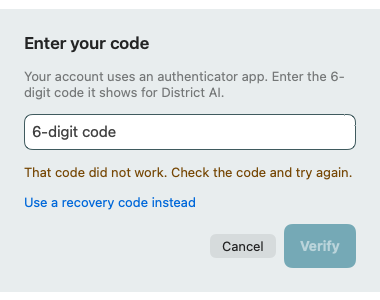 Enter your code
Your account uses an authenticator app. Enter the 6-
digit code it shows for District AI.
6-digit code
That code did not work. Check the code and try again.
Use a recovery code instead
Cancel
Verify